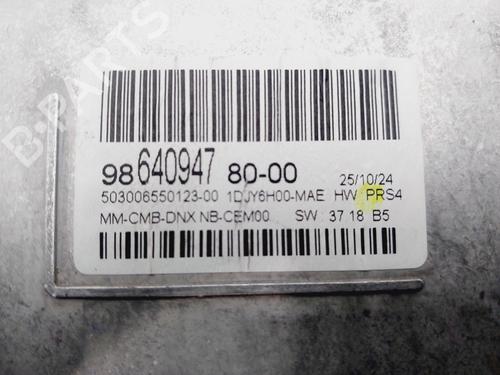 B-PARTS
98 640947 80-00
25/10/24
503006550123-00 1DJY6H00-MAE HW PRS4
MM-CMB-DNX NB-CEM00 SW 37 18 B5